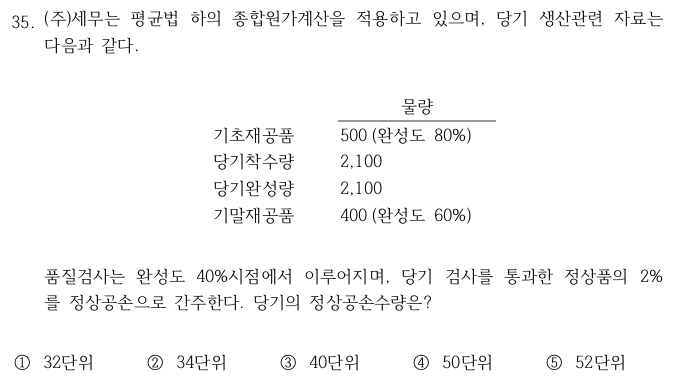 35. (주)세무는 평균법 하의 종합원가계산을 적용하고 있으며, 당기 생산관련 자료는
다음과 같다.
물량
기초재공품 500 (완성도 80%)
당기착수량 2,100
당기완성량 2,100
기말재공품 400 (완성도 60%)
품질검사는 완성도 40%시점에서 이루어지며, 당기 검사를 통과한 정상품의 2%
를 정상공손으로 간주한다. 당기의 정상공손수량은?
① 32단위 ② 34단위 ③ 40단위 ④ 50단위 ⑤ 52단위